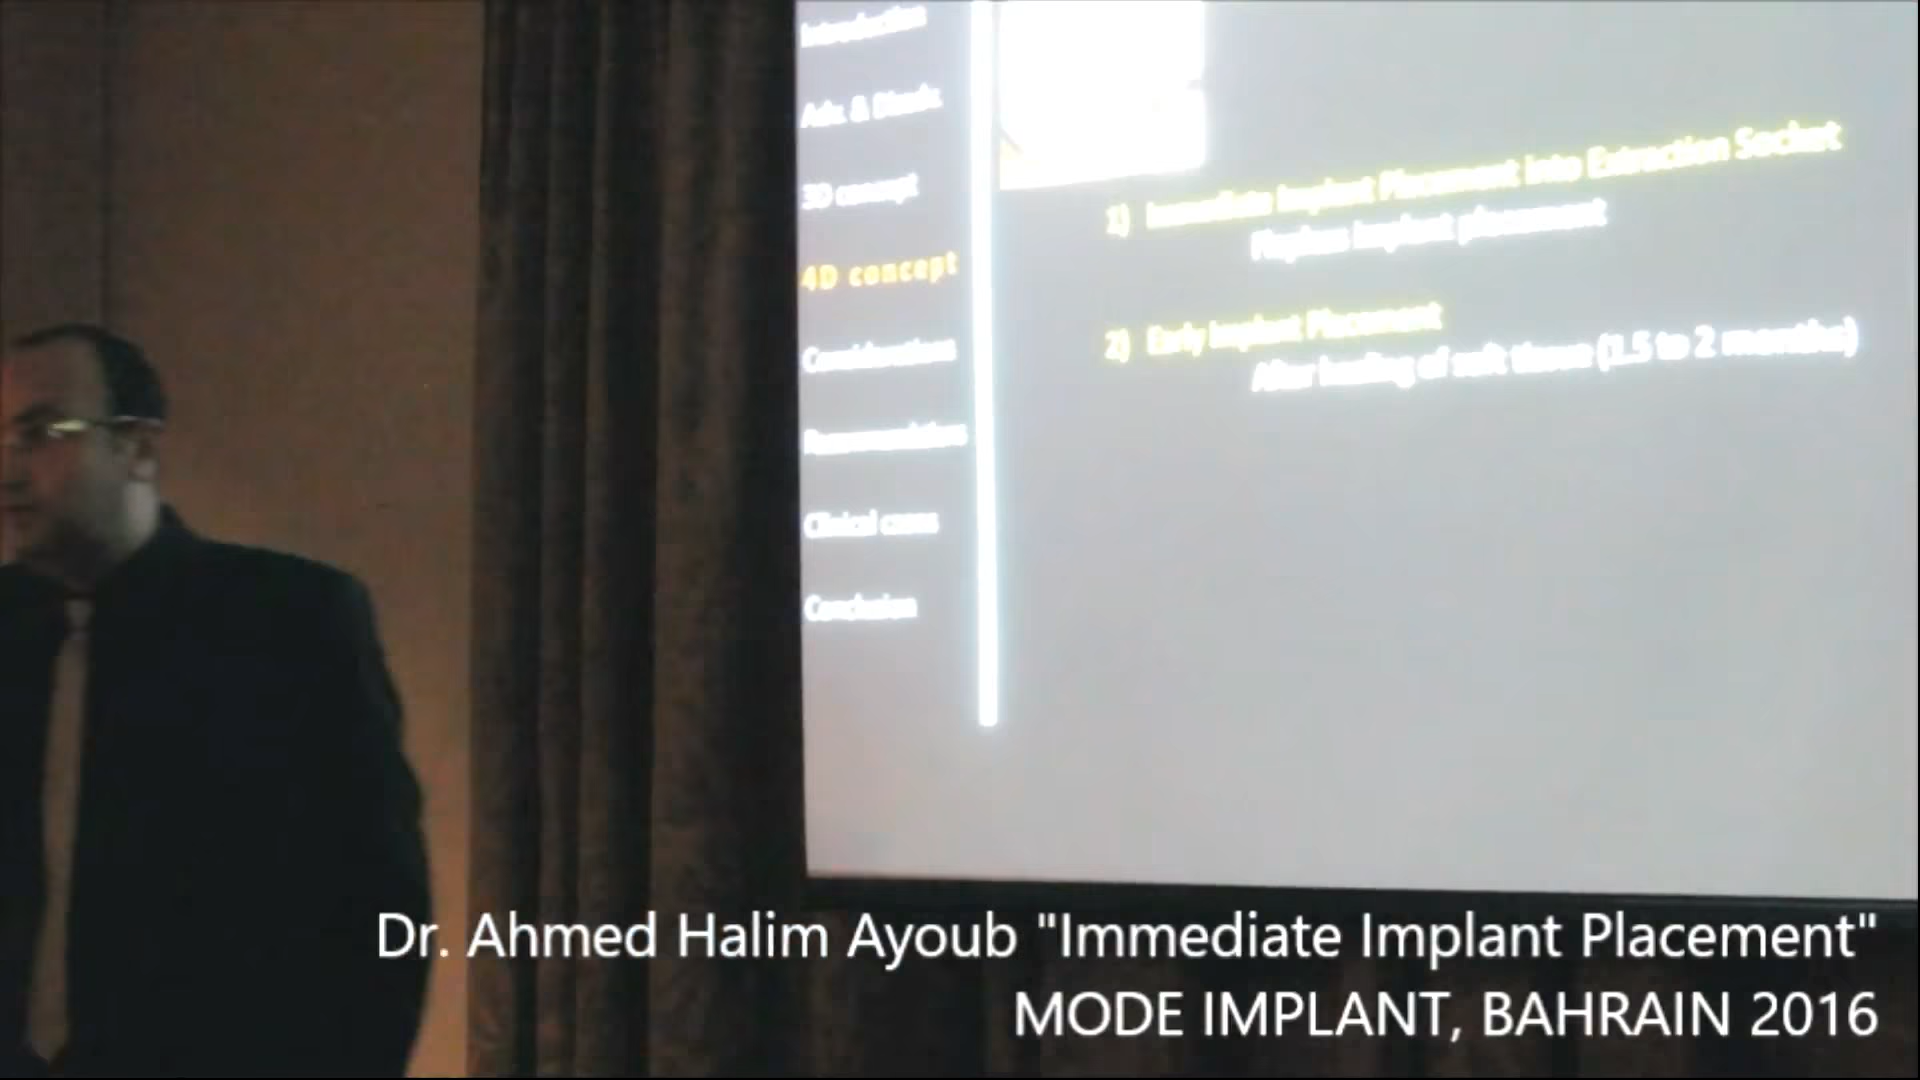 Introduction
Adv. & Disadv.
3D concept
4D concept
Considerations
Recommendations
Clinical cases
Conclusion
1) Immediate Implant Placement into Extraction Socket
Flapless implant placement
2) Early Implant Placement
After healing of soft tissue (1.5 to 2 months)
Dr. Ahmed Halim Ayoub "Immediate Implant Placement"
MODE IMPLANT, BAHRAIN 2016